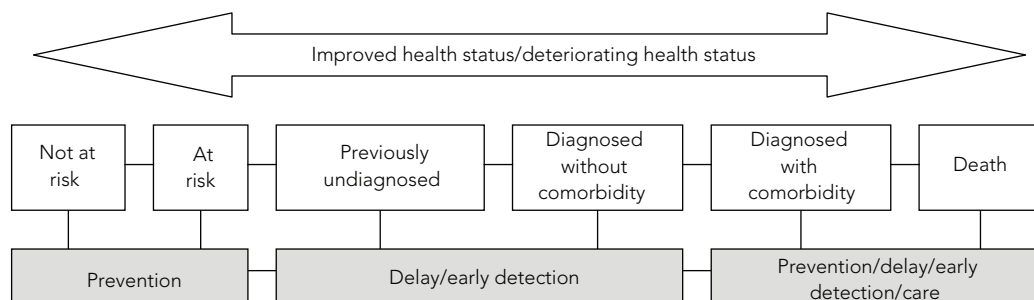 Improved health status/deteriorating health status
Not at
risk
At
risk
Previously
undiagnosed
Diagnosed
without
comorbidity
Diagnosed
with
comorbidity
Death
Prevention
Delay/early detection
Prevention/delay/early
detection/care